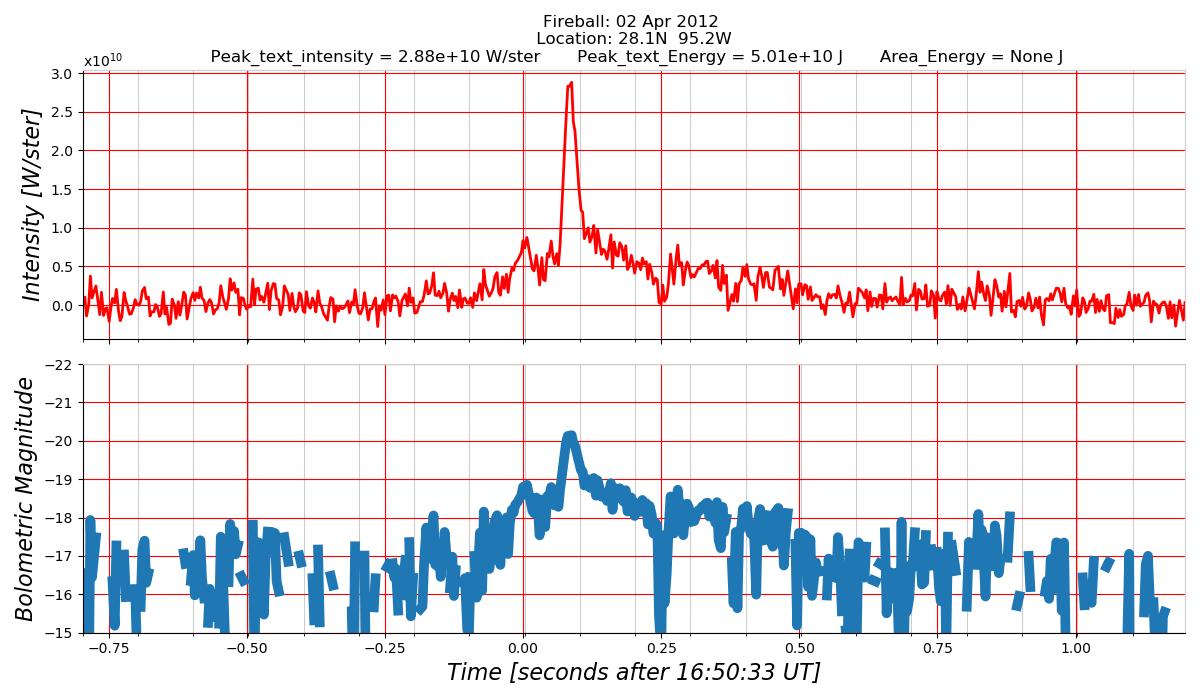 Fireball: 02 Apr 2012
Location: 28.1N  95.2W
Peak_text_intensity = 2.88e+10 W/ster       Peak_text_Energy = 5.01e+10 J       Area_Energy = None J
x10¹⁰
3.0
2.5
2.0
1.5
1.0
0.5
0.0
Intensity [W/ster]
−22
−21
−20
−19
−18
−17
−16
−15
Bolometric Magnitude
−0.75 −0.50 −0.25 0.00 0.25 0.50 0.75 1.00
Time [seconds after 16:50:33 UT]